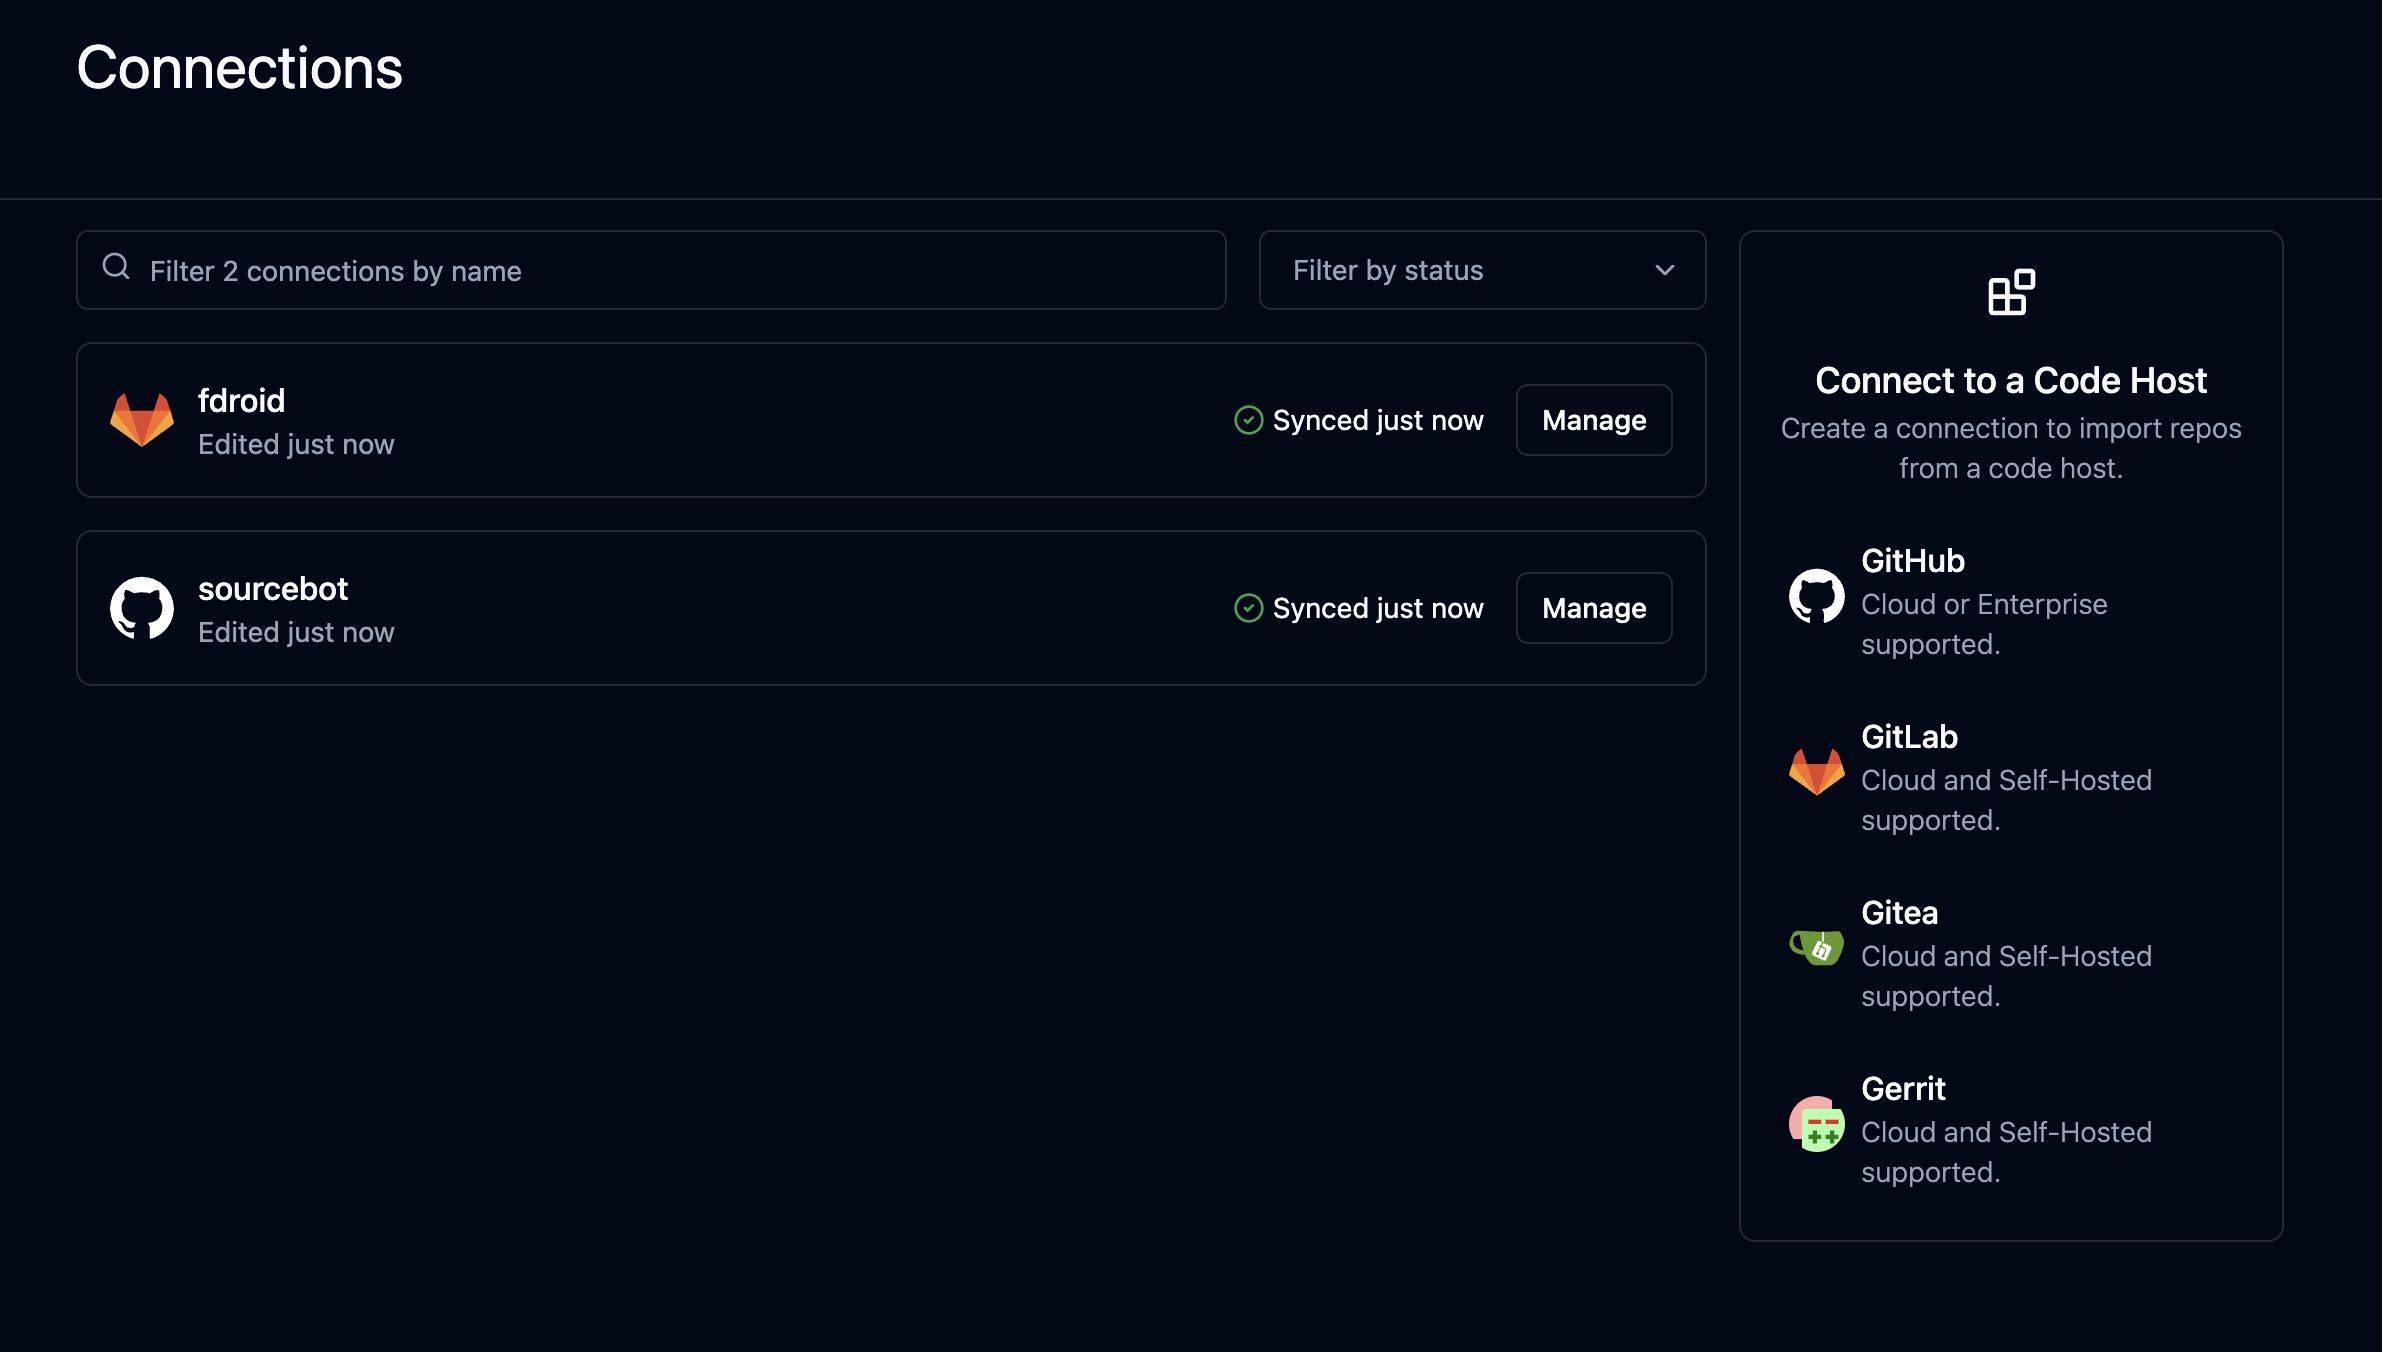 Connections
Filter 2 connections by name
Filter by status
fdroid
Edited just now
Synced just now
Manage
sourcebot
Edited just now
Synced just now
Manage
Connect to a Code Host
Create a connection to import repos
from a code host.
GitHub
Cloud or Enterprise
supported.
GitLab
Cloud and Self-Hosted
supported.
Gitea
Cloud and Self-Hosted
supported.
Gerrit
Cloud and Self-Hosted
supported.